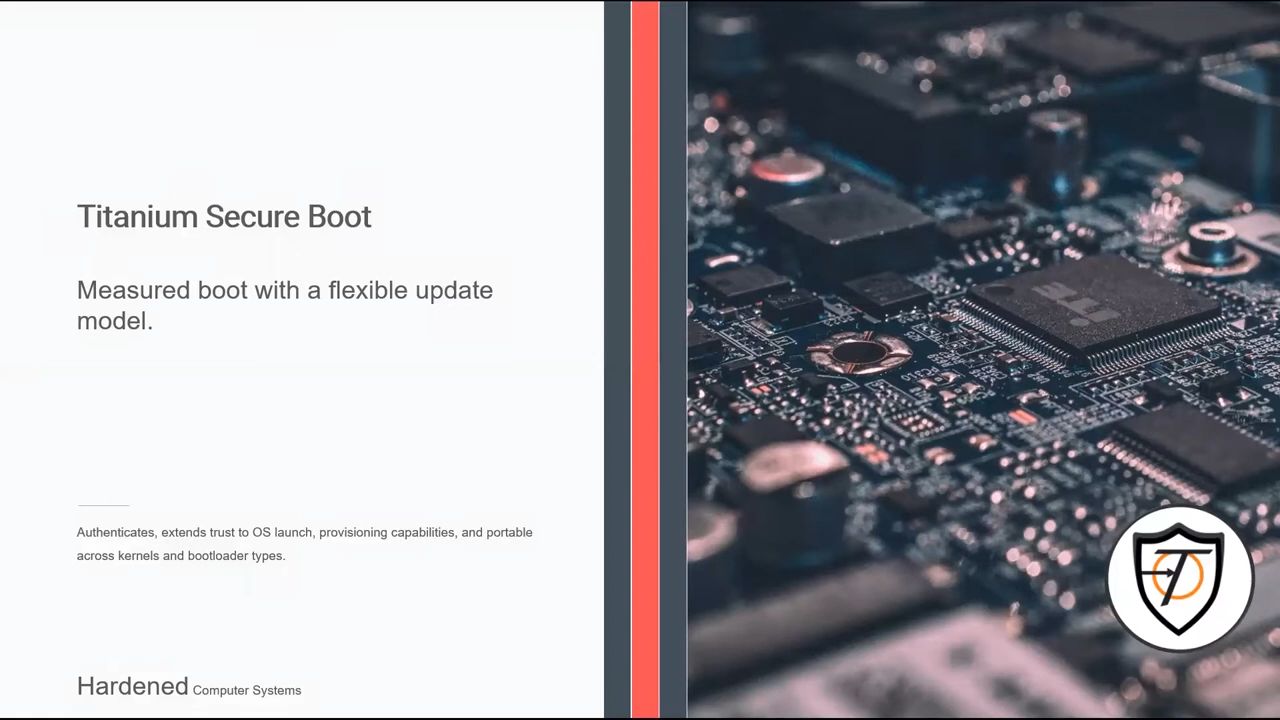 Titanium Secure Boot
Measured boot with a flexible update
model.
Authenticates, extends trust to OS launch, provisioning capabilities, and portable
across kernels and bootloader types.
Hardened Computer Systems